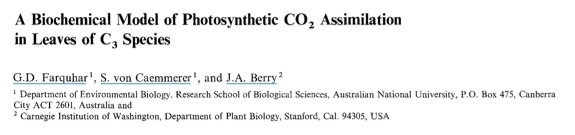 A Biochemical Model of Photosynthetic CO₂ Assimilation
in Leaves of C₃ Species
G.D. Farquhar¹, S. von Caemmerer¹, and J.A. Berry²
¹ Department of Environmental Biology, Research School of Biological Sciences, Australian National University, P.O. Box 475, Canberra
City ACT 2601, Australia and
² Carnegie Institution of Washington, Department of Plant Biology, Stanford, Cal. 94305, USA